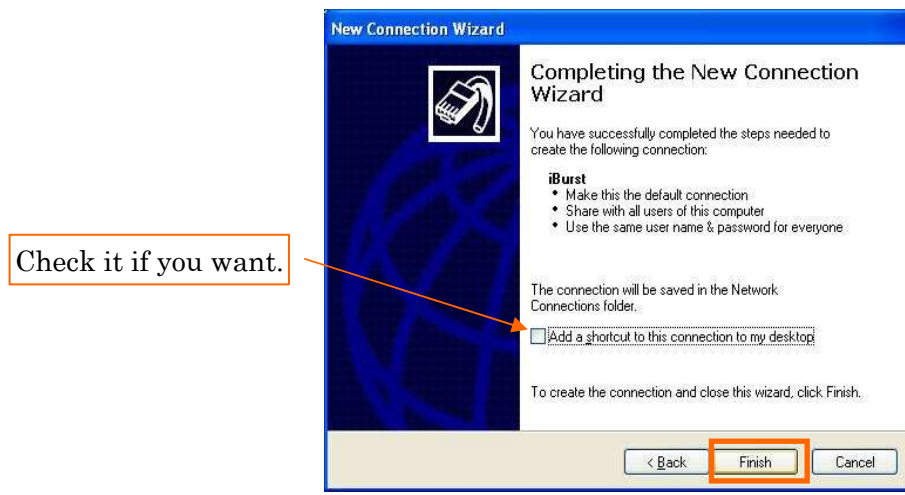 New Connection Wizard
Completing the New Connection
Wizard
You have successfully completed the steps needed to
create the following connection:
iBurst
• Make this the default connection
• Share with all users of this computer
• Use the same user name & password for everyone
Check it if you want.
The connection will be saved in the Network
Connections folder.
Add a shortcut to this connection to my desktop
To create the connection and close this wizard, click Finish.
< Back Finish Cancel